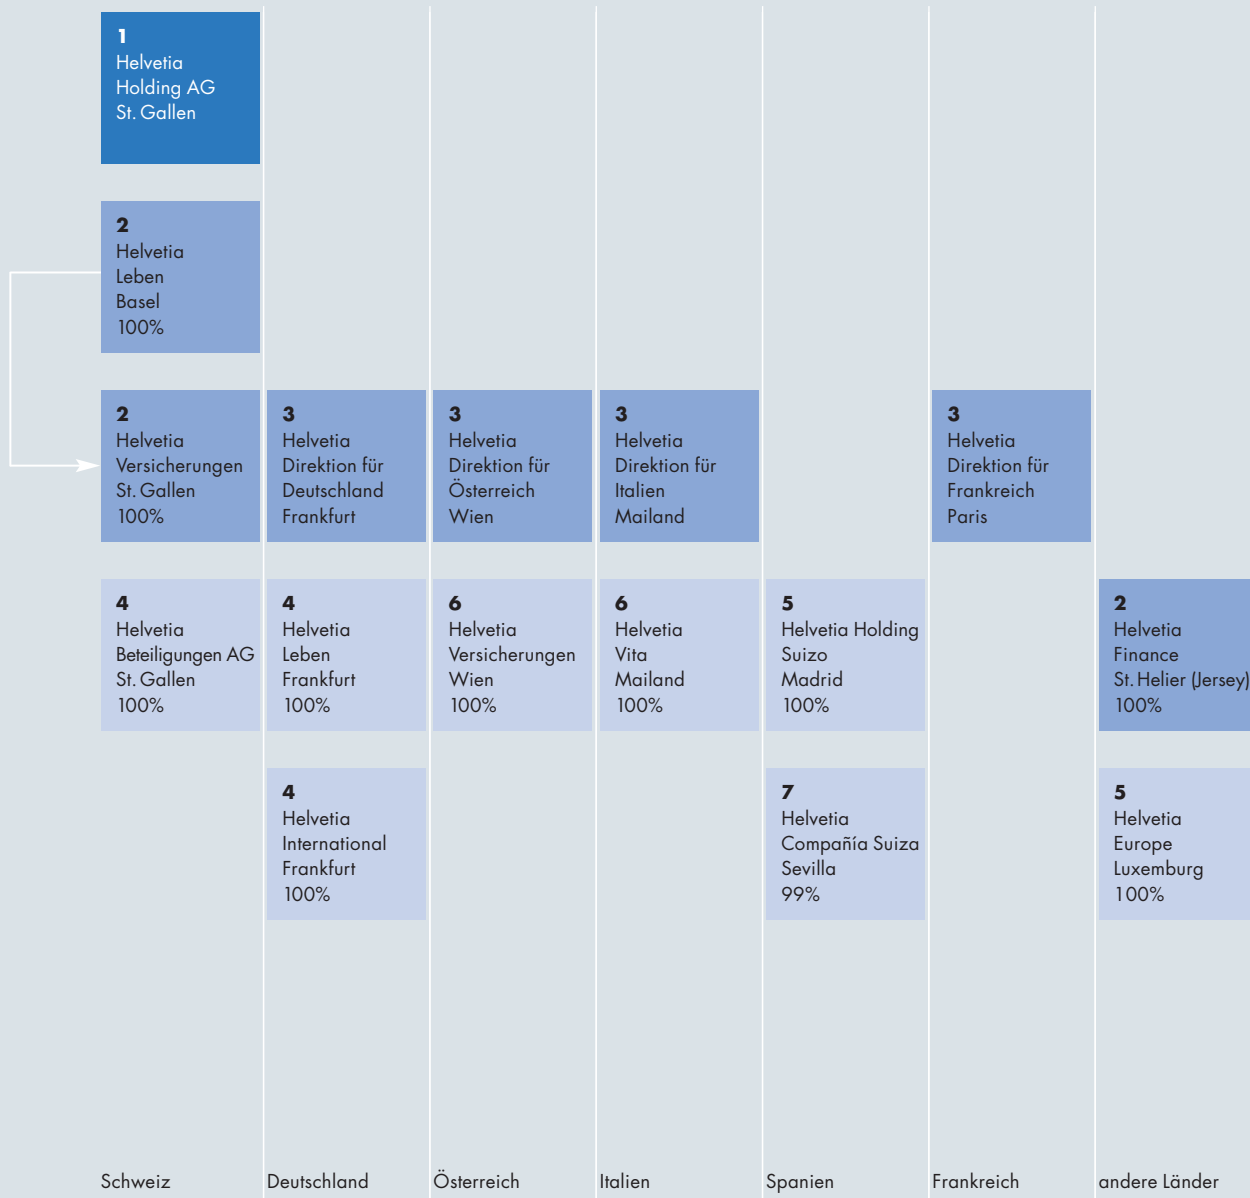 1
Helvetia
Holding AG
St. Gallen
2
Helvetia
Leben
Basel
100%
2
Helvetia
Versicherungen
St. Gallen
100%
3
Helvetia
Direktion für
Deutschland
Frankfurt
3
Helvetia
Direktion für
Österreich
Wien
3
Helvetia
Direktion für
Italien
Mailand
3
Helvetia
Direktion für
Frankreich
Paris
4
Helvetia
Beteiligungen AG
St. Gallen
100%
4
Helvetia
Leben
Frankfurt
100%
6
Helvetia
Versicherungen
Wien
100%
6
Helvetia
Vita
Mailand
100%
5
Helvetia Holding
Suizo
Madrid
100%
2
Helvetia
Finance
St. Helier (Jersey)
100%
4
Helvetia
International
Frankfurt
100%
7
Helvetia
Compañía Suiza
Sevilla
99%
5
Helvetia
Europe
Luxemburg
100%
Schweiz
Deutschland
Österreich
Italien
Spanien
Frankreich
andere Länder